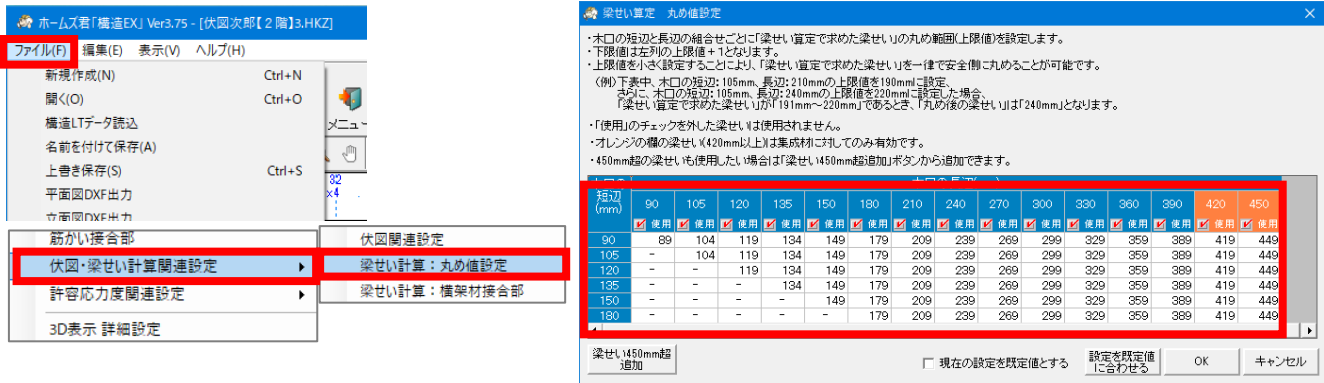 ホームズ君「構造EX」Ver3.75 - [伏図次郎【２階】3.HKZ]
ファイル(F) 編集(E) 表示(V) ヘルプ(H)
新規作成(N) Ctrl+N
開く(O) Ctrl+O
構造LTデータ読込
名前を付けて保存(A)
上書き保存(S) Ctrl+S
平面図DXF出力
立面図DXF出力
メニュー
32
x4
筋かい接合部
伏図・梁せい計算関連設定
許容応力度関連設定
3D表示 詳細設定
伏図関連設定
梁せい計算：丸め値設定
梁せい計算：横架材接合部
梁せい算定 丸め値設定
・木口の短辺と長辺の組合せごとに「梁せい算定で求めた梁せい」の丸め範囲(上限値)を設定します。
・下限値は左列の上限値＋1となります。
・上限値を小さく設定することにより、「梁せい算定で求めた梁せい」を一律で安全側に丸めることが可能です。
(例)下表中、木口の短辺:105mm、長辺:210mmの上限値を190mmに設定、
さらに、木口の短辺:105mm、長辺:240mmの上限値を220mmに設定した場合、
「梁せい算定で求めた梁せい」が「191mm～220mm」であるとき、「丸め後の梁せい」は「240mm」となります。
・「使用」のチェックを外した梁せいは使用されません。
・オレンジの欄の梁せい(420mm以上)は集成材に対してのみ有効です。
・450mm超の梁せいも使用したい場合は「梁せい450mm超追加」ボタンから追加できます。
短辺 (mm) 90 105 120 135 150 180 210 240 270 300 330 360 390 420 450
使用 使用 使用 使用 使用 使用 使用 使用 使用 使用 使用 使用 使用 使用 使用
90 89 104 119 134 149 179 209 239 269 299 329 359 389 419 449
105 - 104 119 134 149 179 209 239 269 299 329 359 389 419 449
120 - - 119 134 149 179 209 239 269 299 329 359 389 419 449
135 - - - 134 149 179 209 239 269 299 329 359 389 419 449
150 - - - - 149 179 209 239 269 299 329 359 389 419 449
180 - - - - - 179 209 239 269 299 329 359 389 419 449
梁せい450mm超
追加
現在の設定を既定値とする
設定を既定値
に合わせる
OK
キャンセル